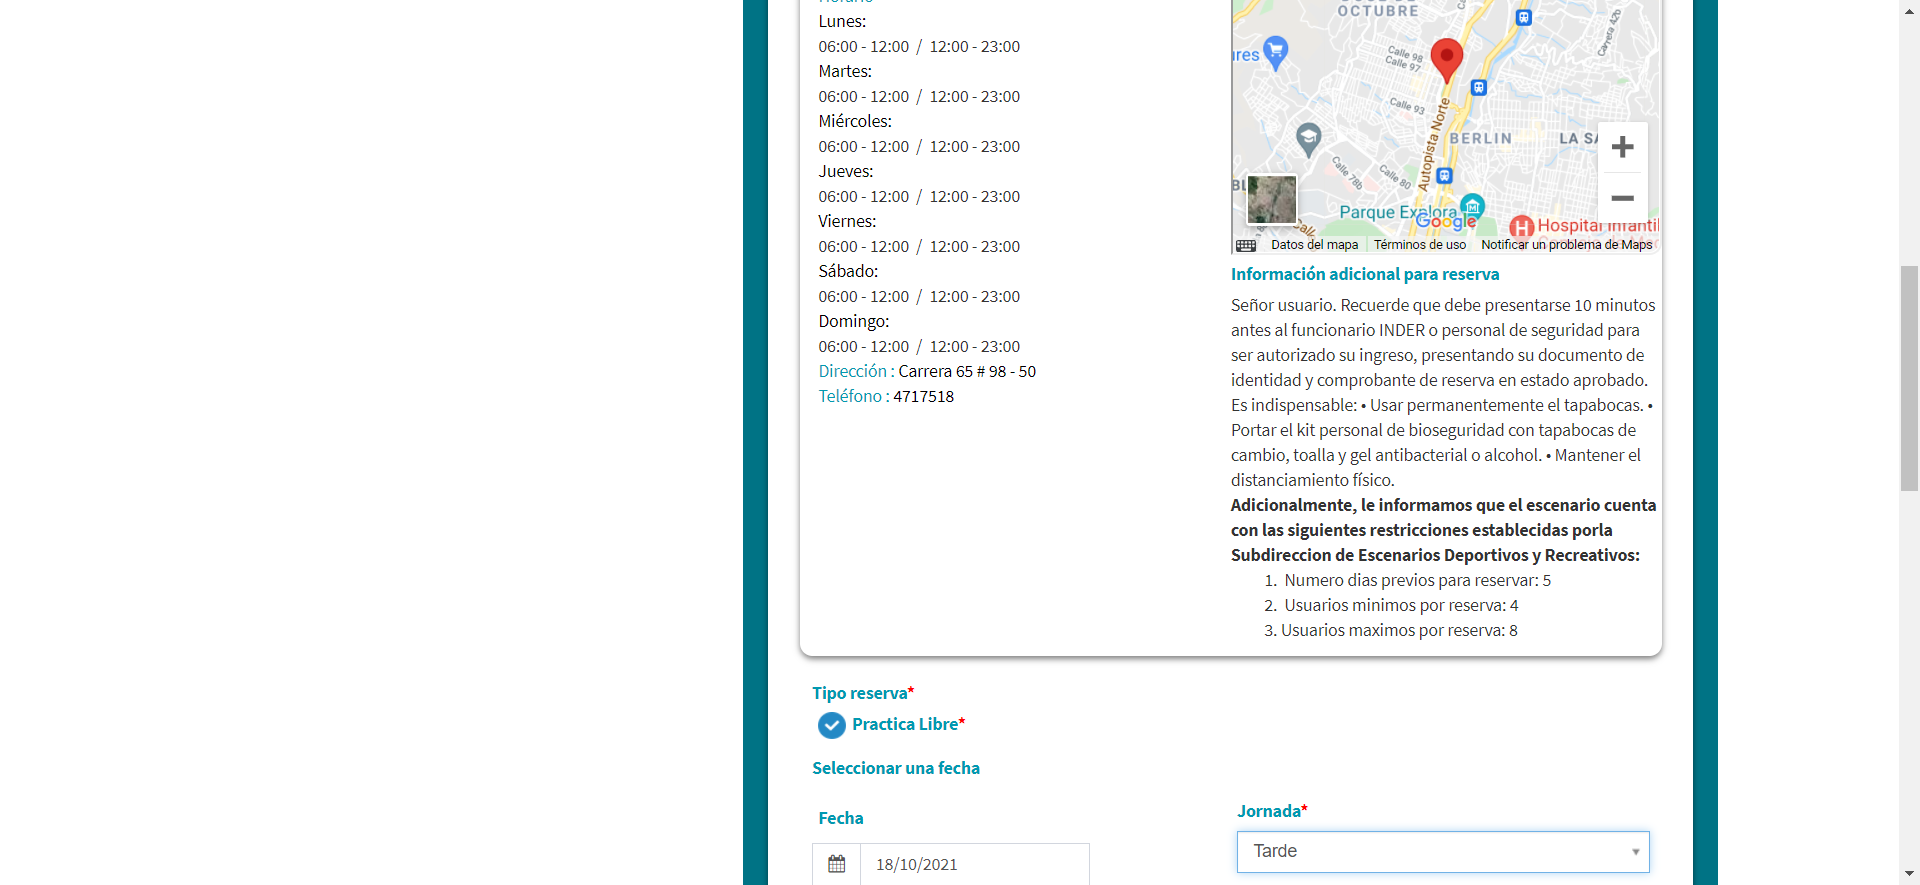 Horario
Lunes:
06:00 - 12:00 / 12:00 - 23:00
Martes:
06:00 - 12:00 / 12:00 - 23:00
Miércoles:
06:00 - 12:00 / 12:00 - 23:00
Jueves:
06:00 - 12:00 / 12:00 - 23:00
Viernes:
06:00 - 12:00 / 12:00 - 23:00
Sábado:
06:00 - 12:00 / 12:00 - 23:00
Domingo:
06:00 - 12:00 / 12:00 - 23:00
Dirección : Carrera 65 # 98 - 50
Teléfono : 4717518
OCTUBRE
Carrera 42b
ures
Calle 98
Calle 97
Calle 93
Autopista Norte
BERLIN
LA SA
Calle 78b
Calle 80
BL
Parque Explora
Google
Hospital Infantil
Datos del mapa
Términos de uso
Notificar un problema de Maps
Información adicional para reserva
Señor usuario. Recuerde que debe presentarse 10 minutos
antes al funcionario INDER o personal de seguridad para
ser autorizado su ingreso, presentando su documento de
identidad y comprobante de reserva en estado aprobado.
Es indispensable: • Usar permanentemente el tapabocas. •
Portar el kit personal de bioseguridad con tapabocas de
cambio, toalla y gel antibacterial o alcohol. • Mantener el
distanciamiento físico.
Adicionalmente, le informamos que el escenario cuenta
con las siguientes restricciones establecidas porla
Subdireccion de Escenarios Deportivos y Recreativos:
1. Numero dias previos para reservar: 5
2. Usuarios minimos por reserva: 4
3. Usuarios maximos por reserva: 8
Tipo reserva*
Practica Libre*
Seleccionar una fecha
Fecha
18/10/2021
Jornada*
Tarde